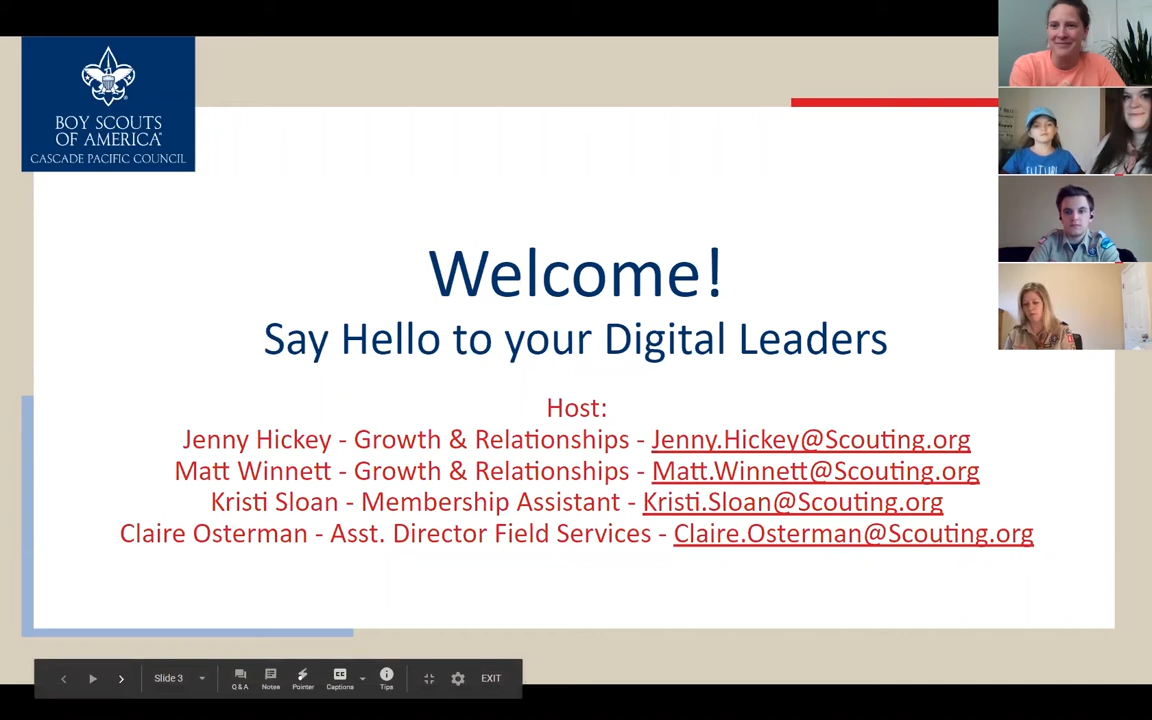 BOY SCOUTS
OF AMERICA®
CASCADE PACIFIC COUNCIL
Welcome!
Say Hello to your Digital Leaders
Host:
Jenny Hickey - Growth & Relationships - Jenny.Hickey@Scouting.org
Matt Winnett - Growth & Relationships - Matt.Winnett@Scouting.org
Kristi Sloan - Membership Assistant - Kristi.Sloan@Scouting.org
Claire Osterman - Asst. Director Field Services - Claire.Osterman@Scouting.org
FUTURE
Slide 3
Q & A
Notes
Pointer
CC
Captions
Tips
EXIT